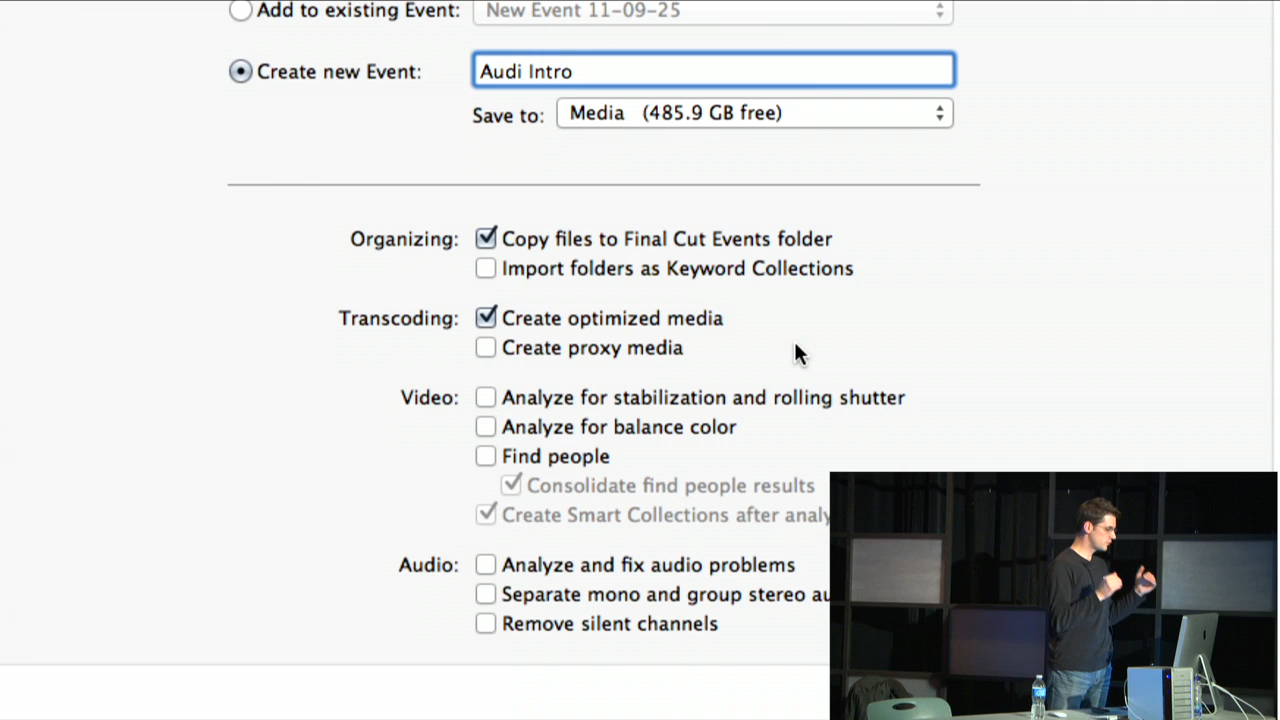 Add to existing Event: New Event 11-09-25
Create new Event: Audi Intro
Save to: Media (485.9 GB free)
Organizing: Copy files to Final Cut Events folder
Import folders as Keyword Collections
Transcoding: Create optimized media
Create proxy media
Video: Analyze for stabilization and rolling shutter
Analyze for balance color
Find people
Consolidate find people results
Create Smart Collections after analy
Audio: Analyze and fix audio problems
Separate mono and group stereo au
Remove silent channels